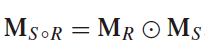 M_{S∘R} = M_R ⊙ M_S